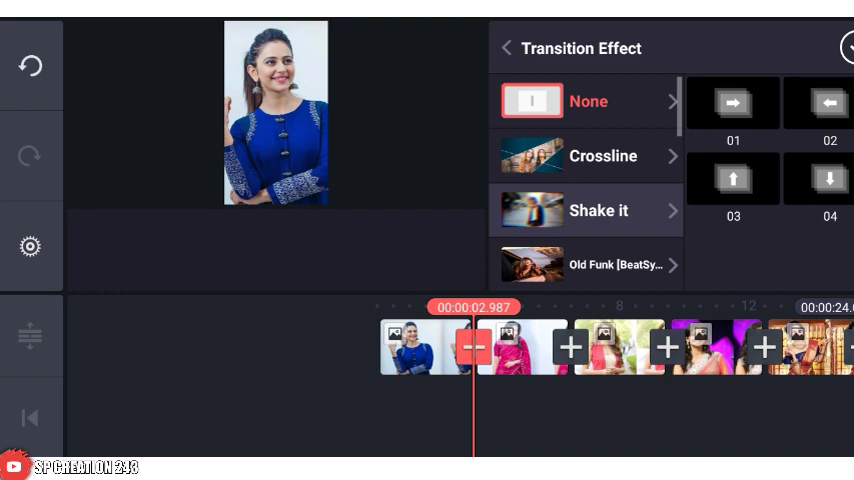 Transition Effect
None
Crossline
Shake it
Old Funk [BeatSy...
01
02
03
04
00:00:02.987
8
12
00:00:24.
SP CREATION 243